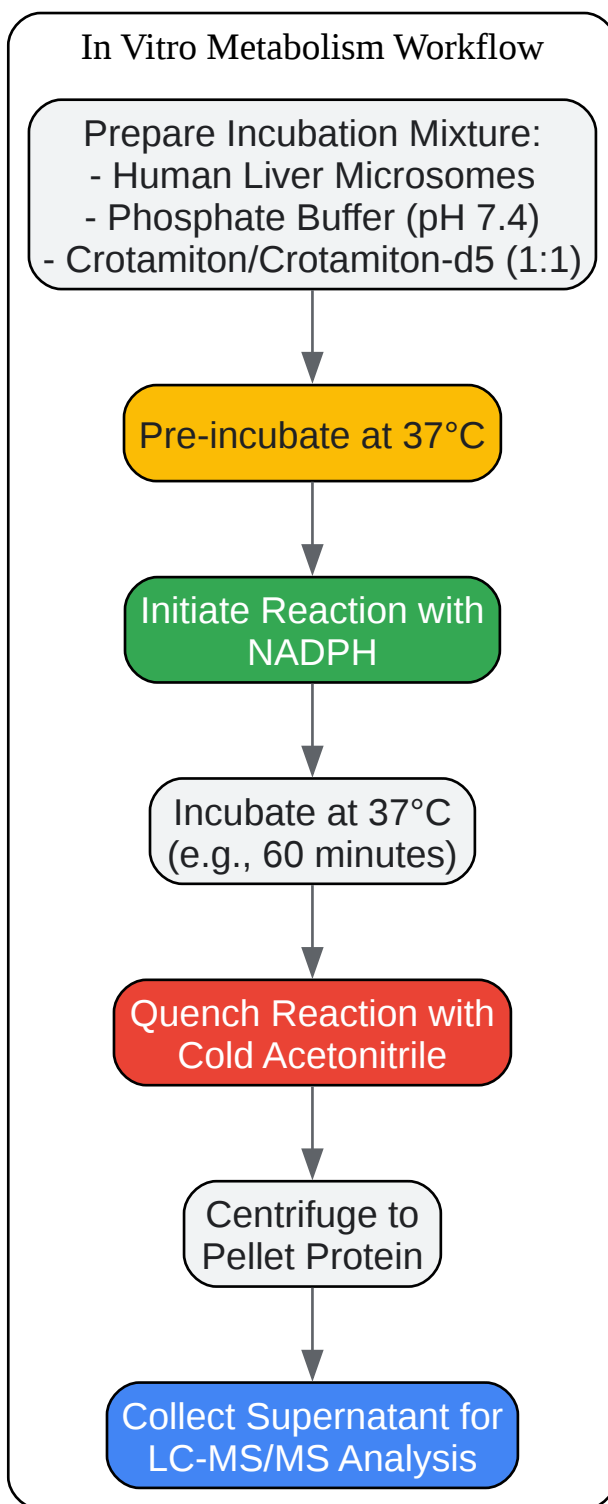 In Vitro Metabolism Workflow
Prepare Incubation Mixture:
- Human Liver Microsomes
- Phosphate Buffer (pH 7.4)
- Crotamiton/Crotamiton-d5 (1:1)
Pre-incubate at 37°C
Initiate Reaction with
NADPH
Incubate at 37°C
(e.g., 60 minutes)
Quench Reaction with
Cold Acetonitrile
Centrifuge to
Pellet Protein
Collect Supernatant for
LC-MS/MS Analysis